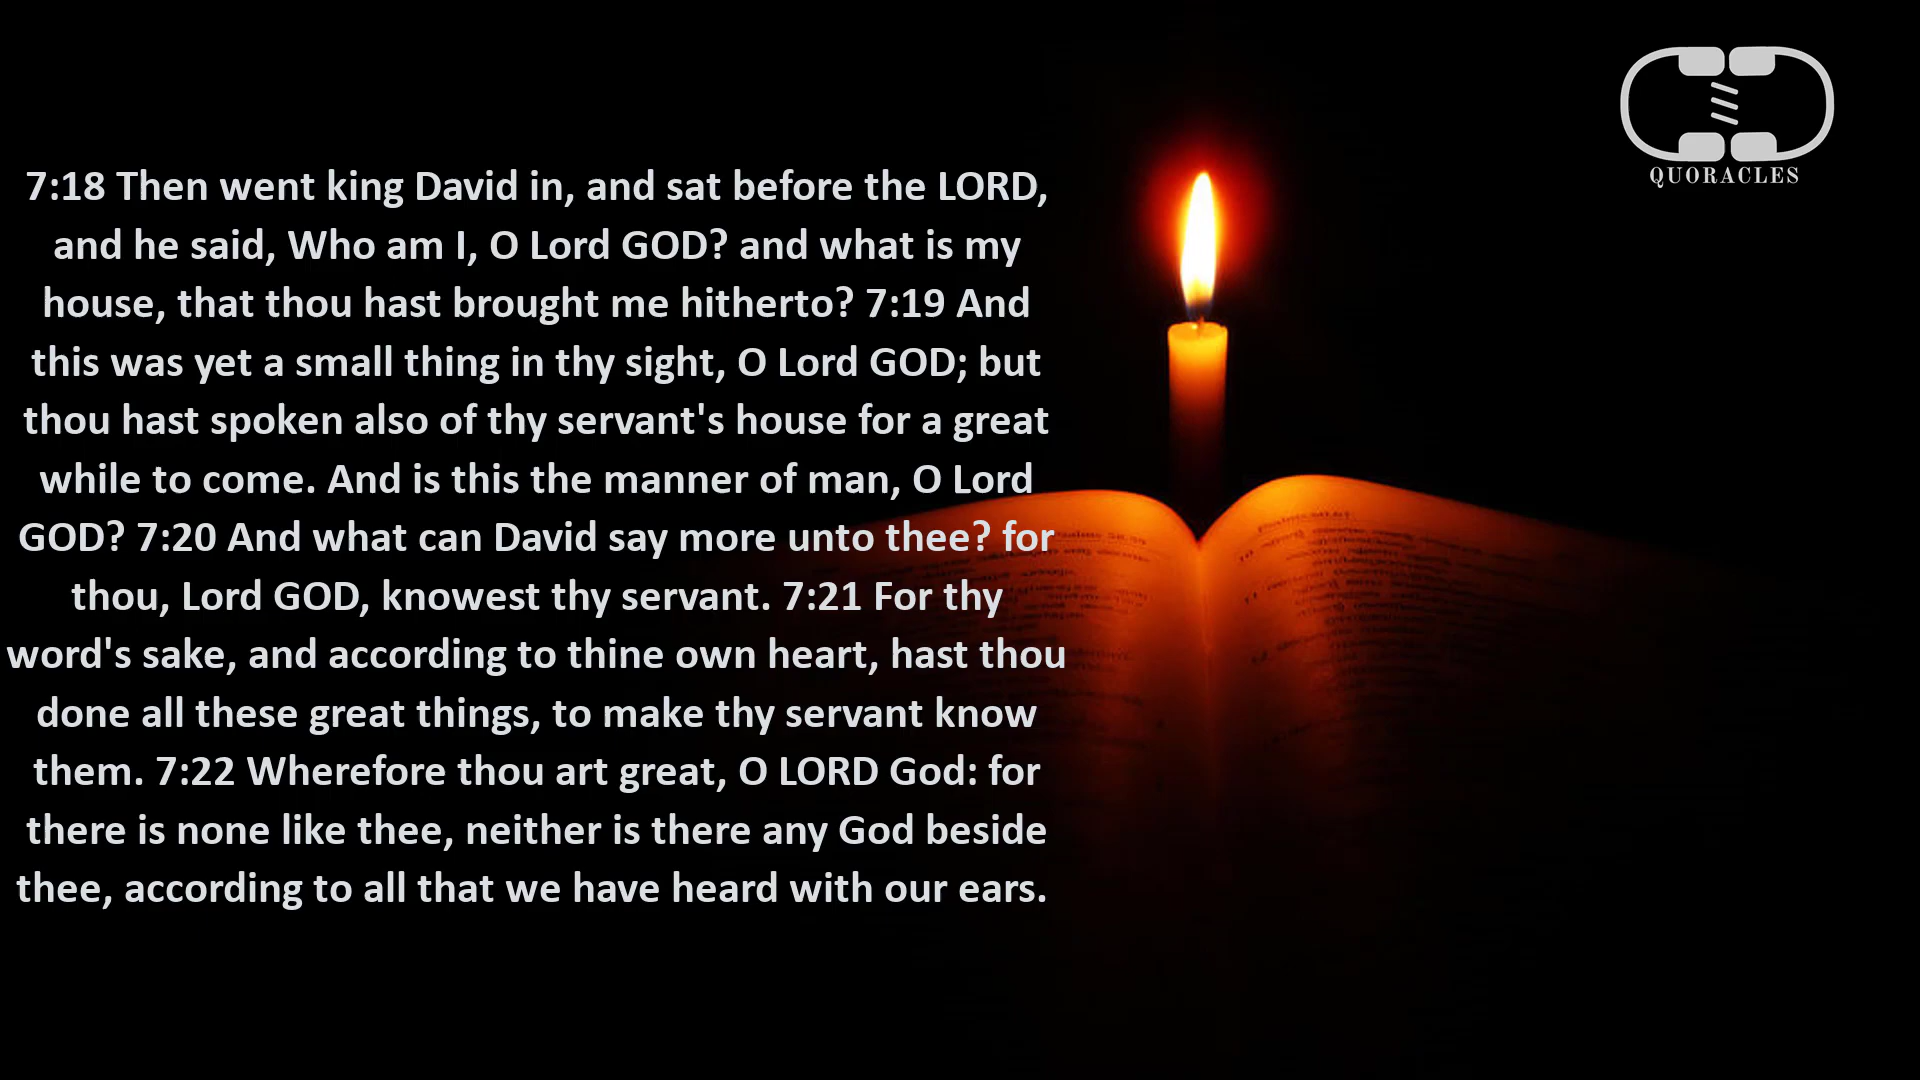 7:18 Then went king David in, and sat before the LORD,
and he said, Who am I, O Lord GOD? and what is my
house, that thou hast brought me hitherto? 7:19 And
this was yet a small thing in thy sight, O Lord GOD; but
thou hast spoken also of thy servant's house for a great
while to come. And is this the manner of man, O Lord
GOD? 7:20 And what can David say more unto thee? for
thou, Lord GOD, knowest thy servant. 7:21 For thy
word's sake, and according to thine own heart, hast thou
done all these great things, to make thy servant know
them. 7:22 Wherefore thou art great, O LORD God: for
there is none like thee, neither is there any God beside
thee, according to all that we have heard with our ears.
QUORACLES